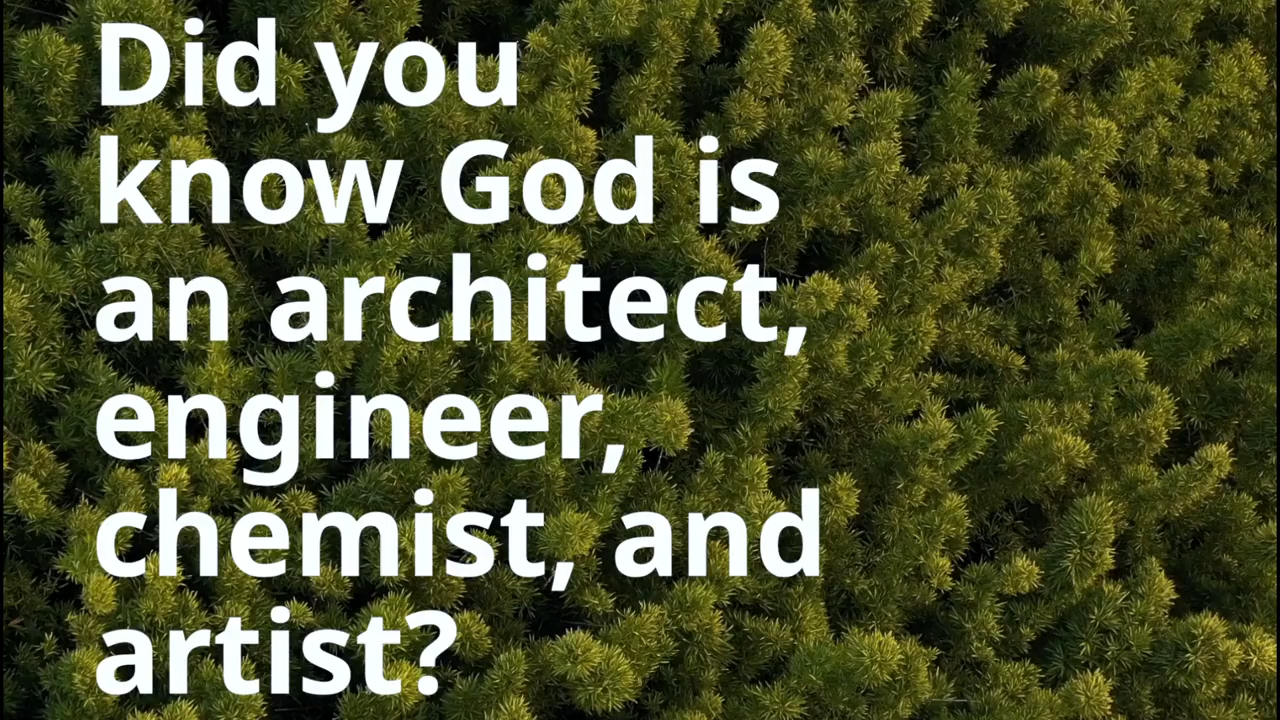 Did you
know God is
an architect,
engineer,
chemist, and
artist?